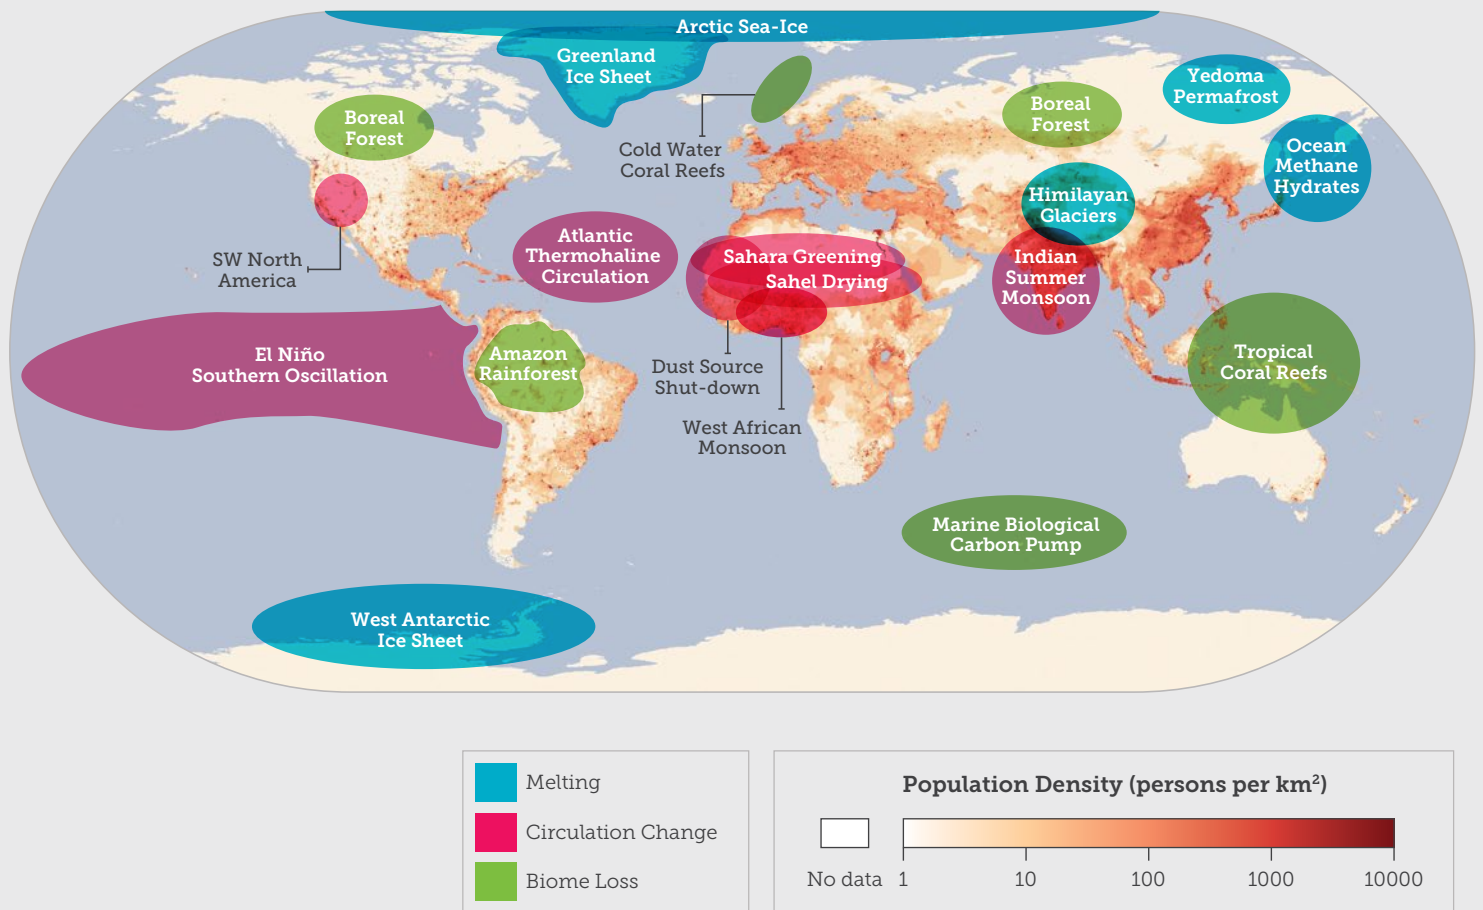 Arctic Sea-Ice
Greenland
Ice Sheet
Yedoma
Permafrost
Boreal
Forest
Boreal
Forest
Ocean
Methane
Hydrates
Cold Water
Coral Reefs
Himilayan
Glaciers
SW North
America
Atlantic
Thermohaline
Circulation
Sahara Greening
Sahel Drying
Indian
Summer
Monsoon
El Niño
Southern Oscillation
Amazon
Rainforest
Dust Source
Shut-down
West African
Monsoon
Tropical
Coral Reefs
Marine Biological
Carbon Pump
West Antarctic
Ice Sheet
Melting
Circulation Change
Biome Loss
Population Density (persons per km²)
No data 1 10 100 1000 10000